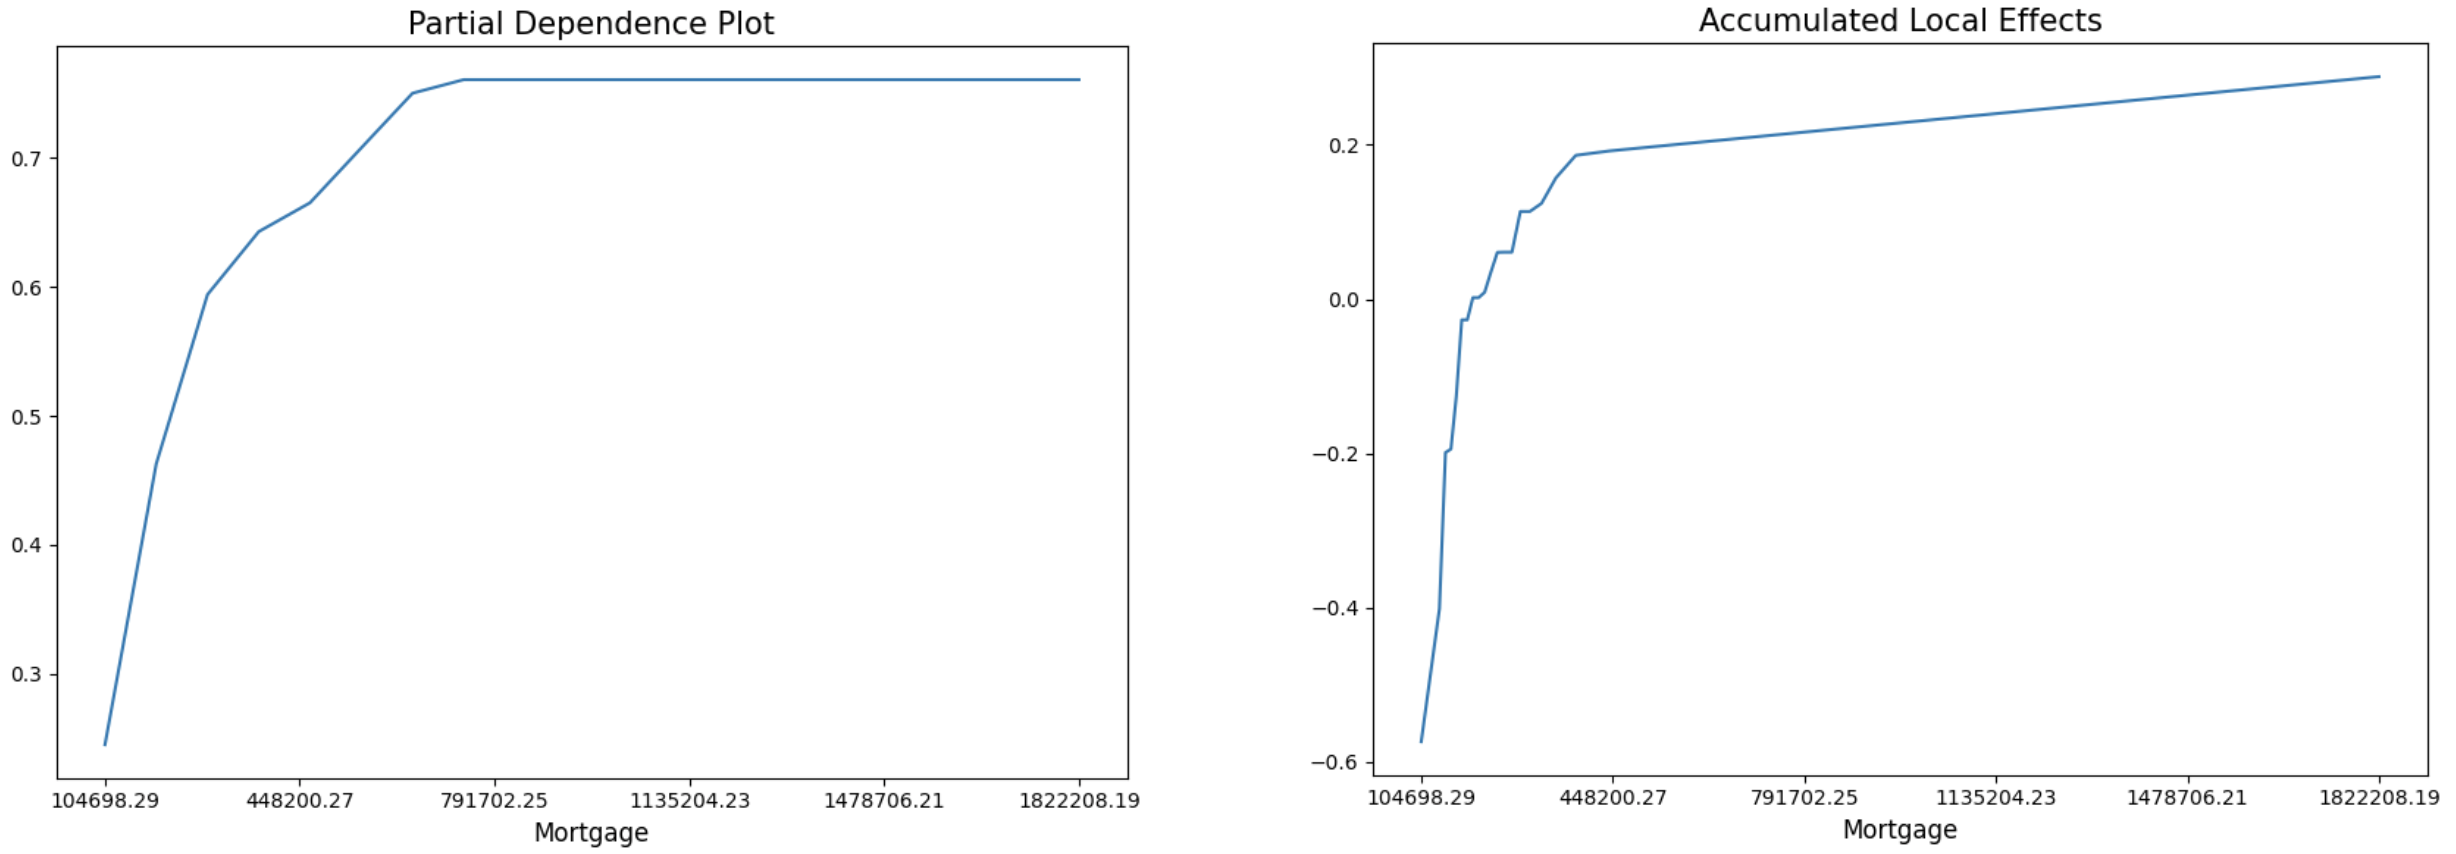 Partial Dependence Plot
0.7
0.6
0.5
0.4
0.3
104698.29 448200.27 791702.25 1135204.23 1478706.21 1822208.19
Mortgage
Accumulated Local Effects
0.2
0.0
−0.2
−0.4
−0.6
104698.29 448200.27 791702.25 1135204.23 1478706.21 1822208.19
Mortgage